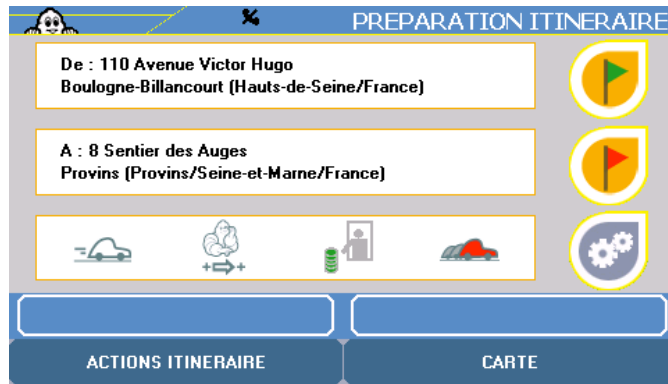 PREPARATION ITINERAIRE
De : 110 Avenue Victor Hugo
Boulogne-Billancourt (Hauts-de-Seine/France)
A : 8 Sentier des Auges
Provins (Provins/Seine-et-Marne/France)
ACTIONS ITINERAIRE
CARTE